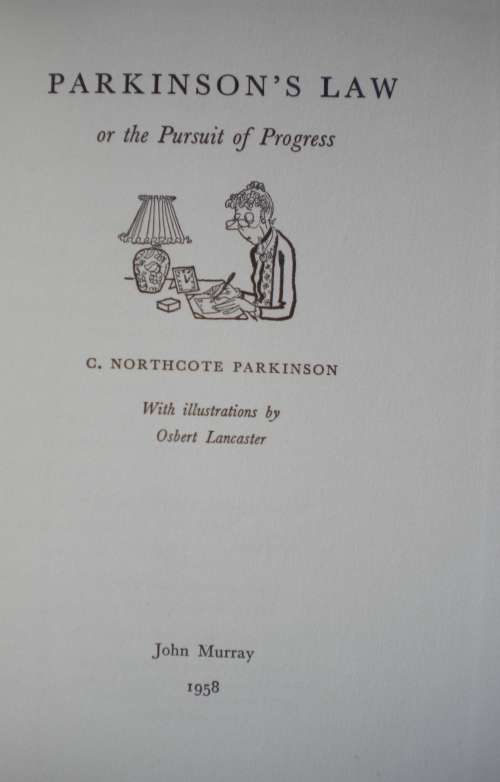 PARKINSON'S LAW
or the Pursuit of Progress
C. NORTHCOTE PARKINSON
With illustrations by
Osbert Lancaster
John Murray
1958